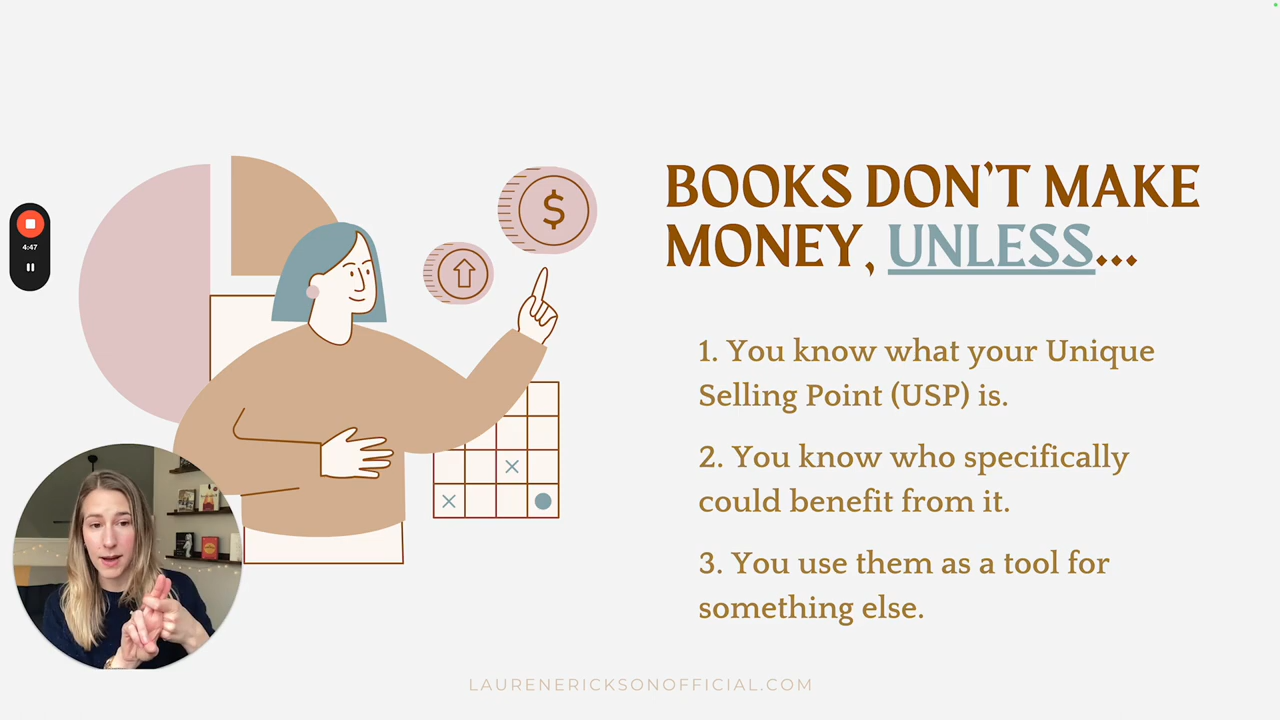 BOOKS DON'T MAKE
MONEY, UNLESS...
4:47
$
1. You know what your Unique
Selling Point (USP) is.
2. You know who specifically
could benefit from it.
3. You use them as a tool for
something else.
LAURENERICKSONOFFICIAL.COM